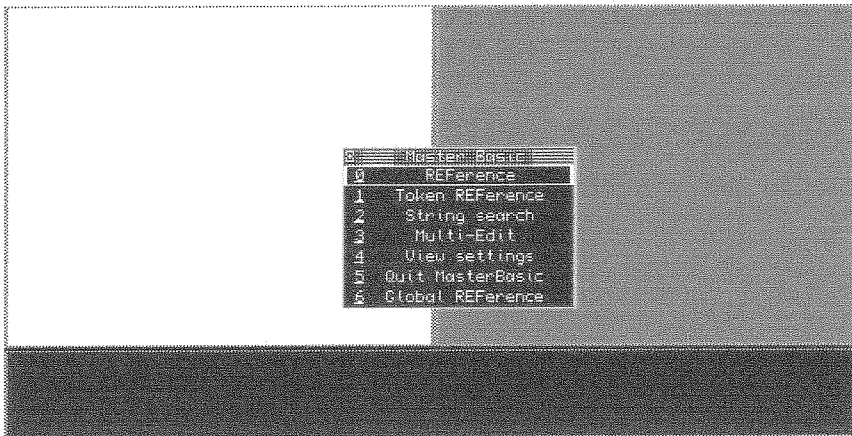 Master Basic
0 REFerence
1 Token REFerence
2 String search
3 Multi-Edit
4 View settings
5 Quit MasterBasic
6 Global REFerence